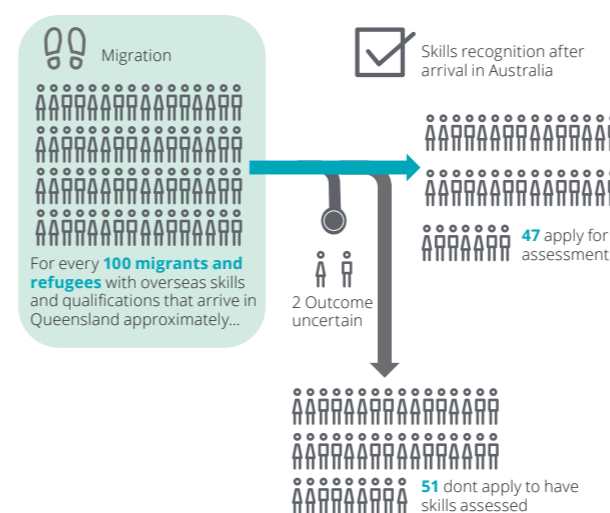 Migration
For every 100 migrants and
refugees with overseas skills
and qualifications that arrive in
Queensland approximately...
Skills recognition after
arrival in Australia
47 apply for
assessment
2 Outcome
uncertain
51 dont apply to have
skills assessed